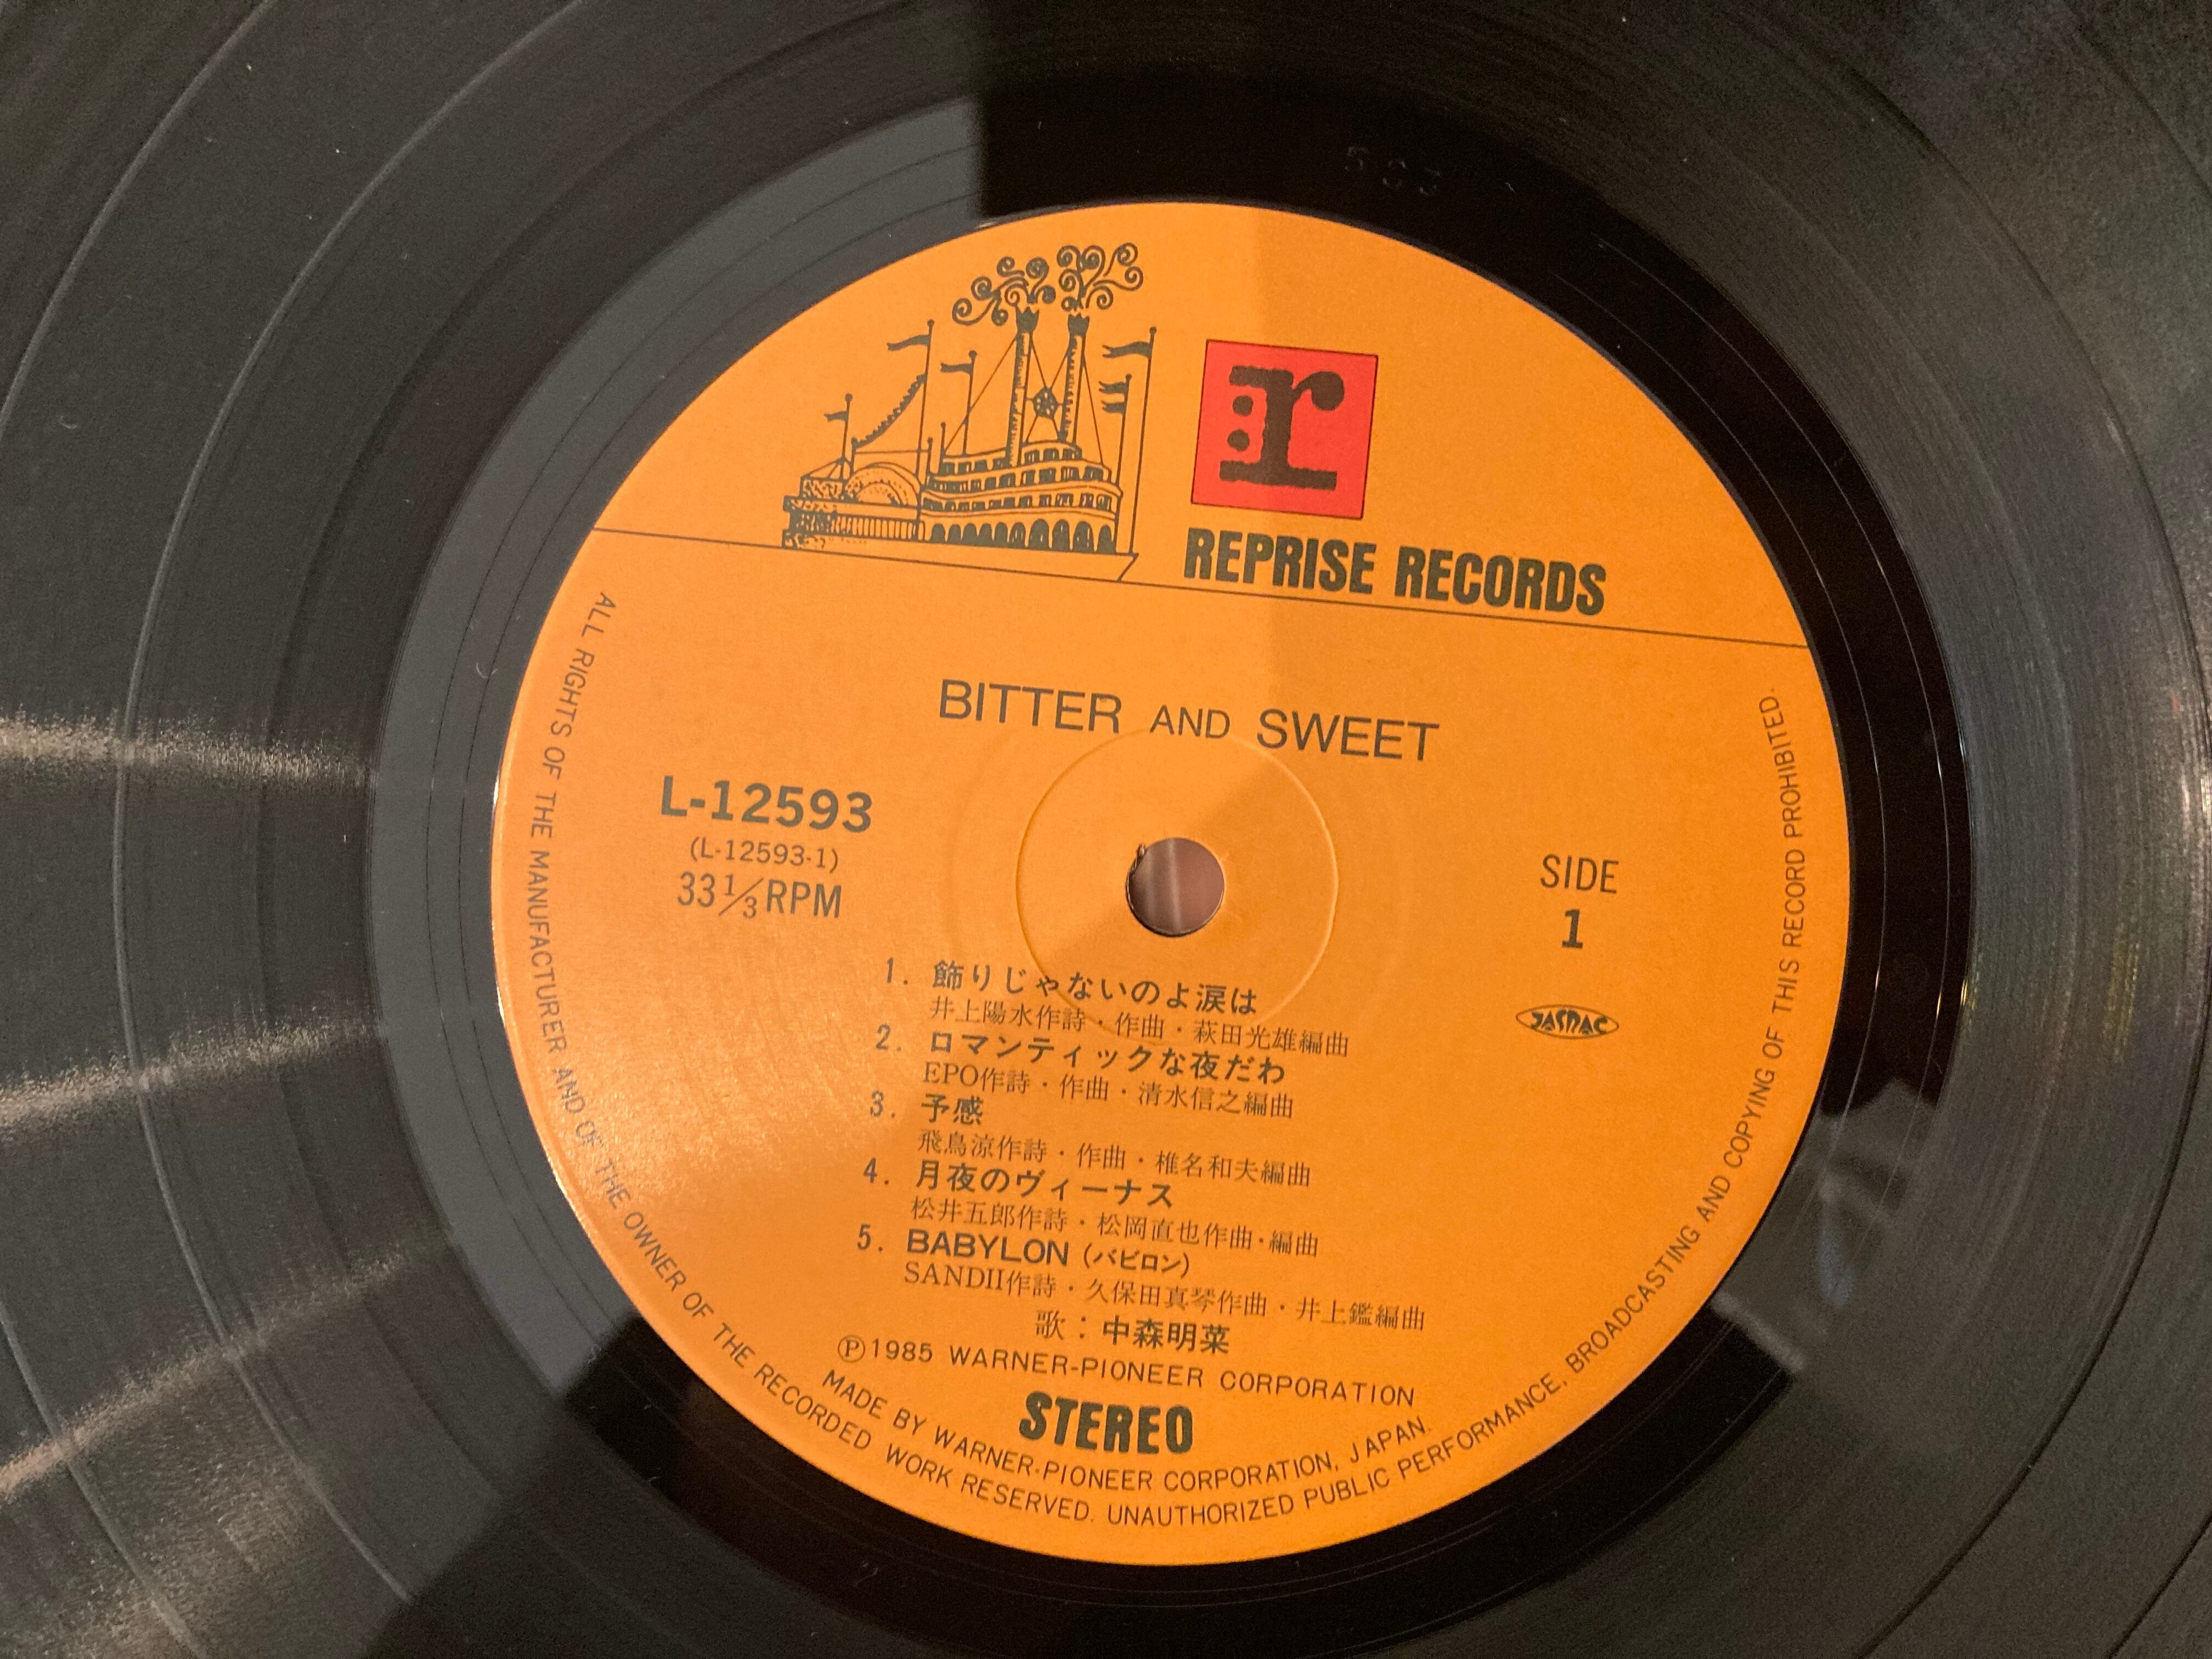 503
r
REPRISE RECORDS
BITTER AND SWEET
L-12593
(L-12593-1)
33 1/3 RPM
SIDE
1
JASRAC
1. 飾りじゃないのよ涙は
井上陽水作詩・作曲・萩田光雄編曲
2. ロマンティックな夜だわ
EPO作詩・作曲・清水信之編曲
3. 予感
飛鳥涼作詩・作曲・椎名和夫編曲
4. 月夜のヴィーナス
松井五郎作詩・松岡直也作曲・編曲
5. BABYLON (バビロン)
SANDII作詩・久保田真琴作曲・井上鑑編曲
歌：中森明菜
Ⓟ1985 WARNER-PIONEER CORPORATION
STEREO
MADE BY WARNER-PIONEER CORPORATION, JAPAN.
ALL RIGHTS OF THE MANUFACTURER AND OF THE OWNER OF THE RECORDED WORK RESERVED. UNAUTHORIZED PUBLIC PERFORMANCE, BROADCASTING AND COPYING OF THIS RECORD PROHIBITED.